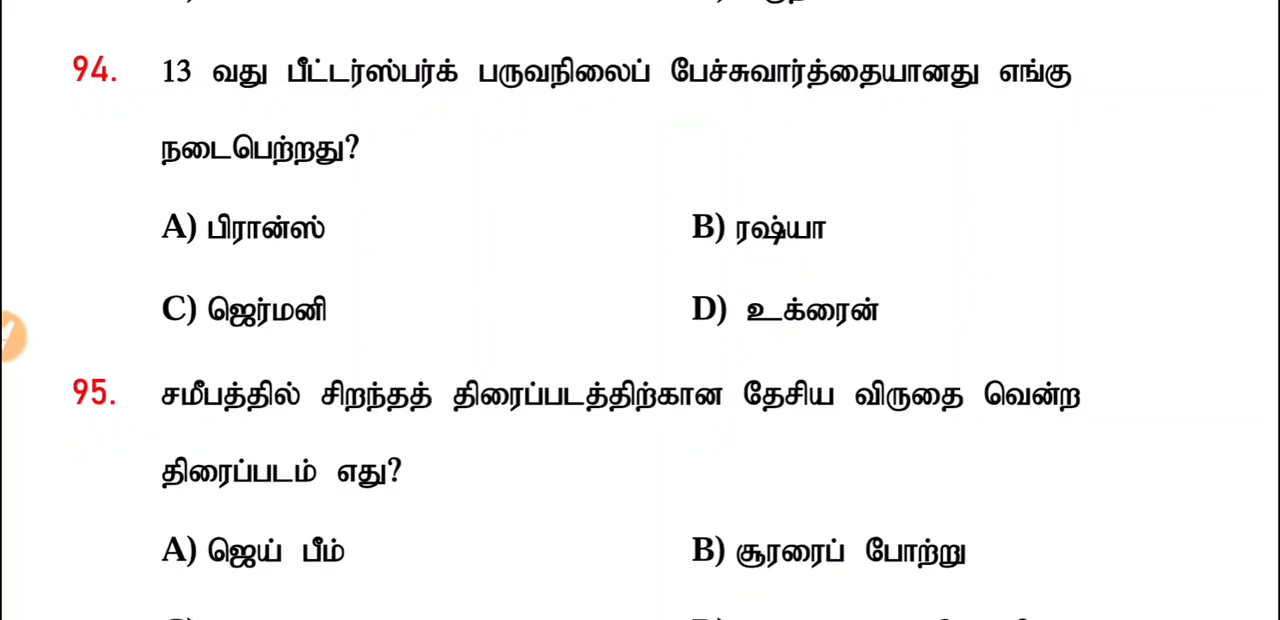 94. 13 வது பீட்டர்ஸ்பர்க் பருவநிலைப் பேச்சுவார்த்தையானது எங்கு
நடைபெற்றது?
A) பிரான்ஸ் B) ரஷ்யா
C) ஜெர்மனி D) உக்ரைன்
95. சமீபத்தில் சிறந்தத் திரைப்படத்திற்கான தேசிய விருதை வென்ற
திரைப்படம் எது?
A) ஜெய் பீம் B) சூரரைப் போற்று